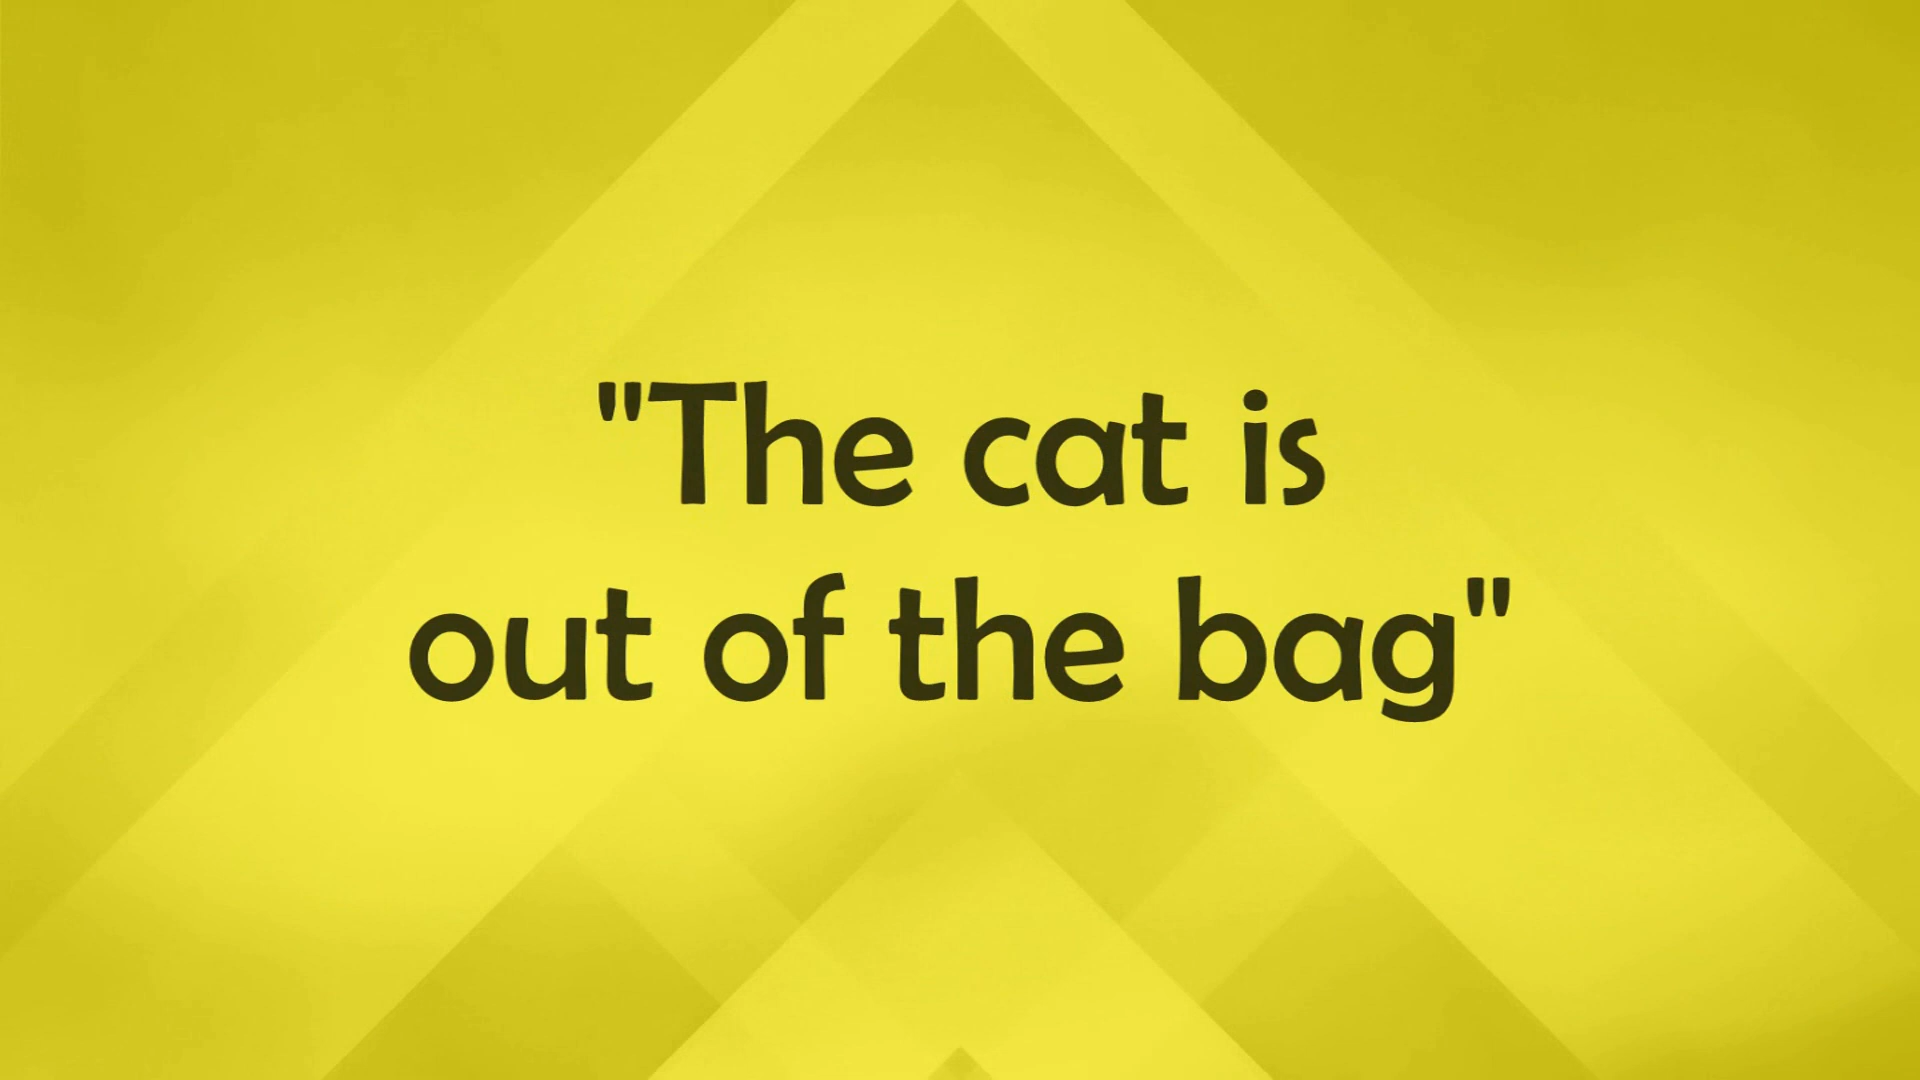 "The cat is
out of the bag"